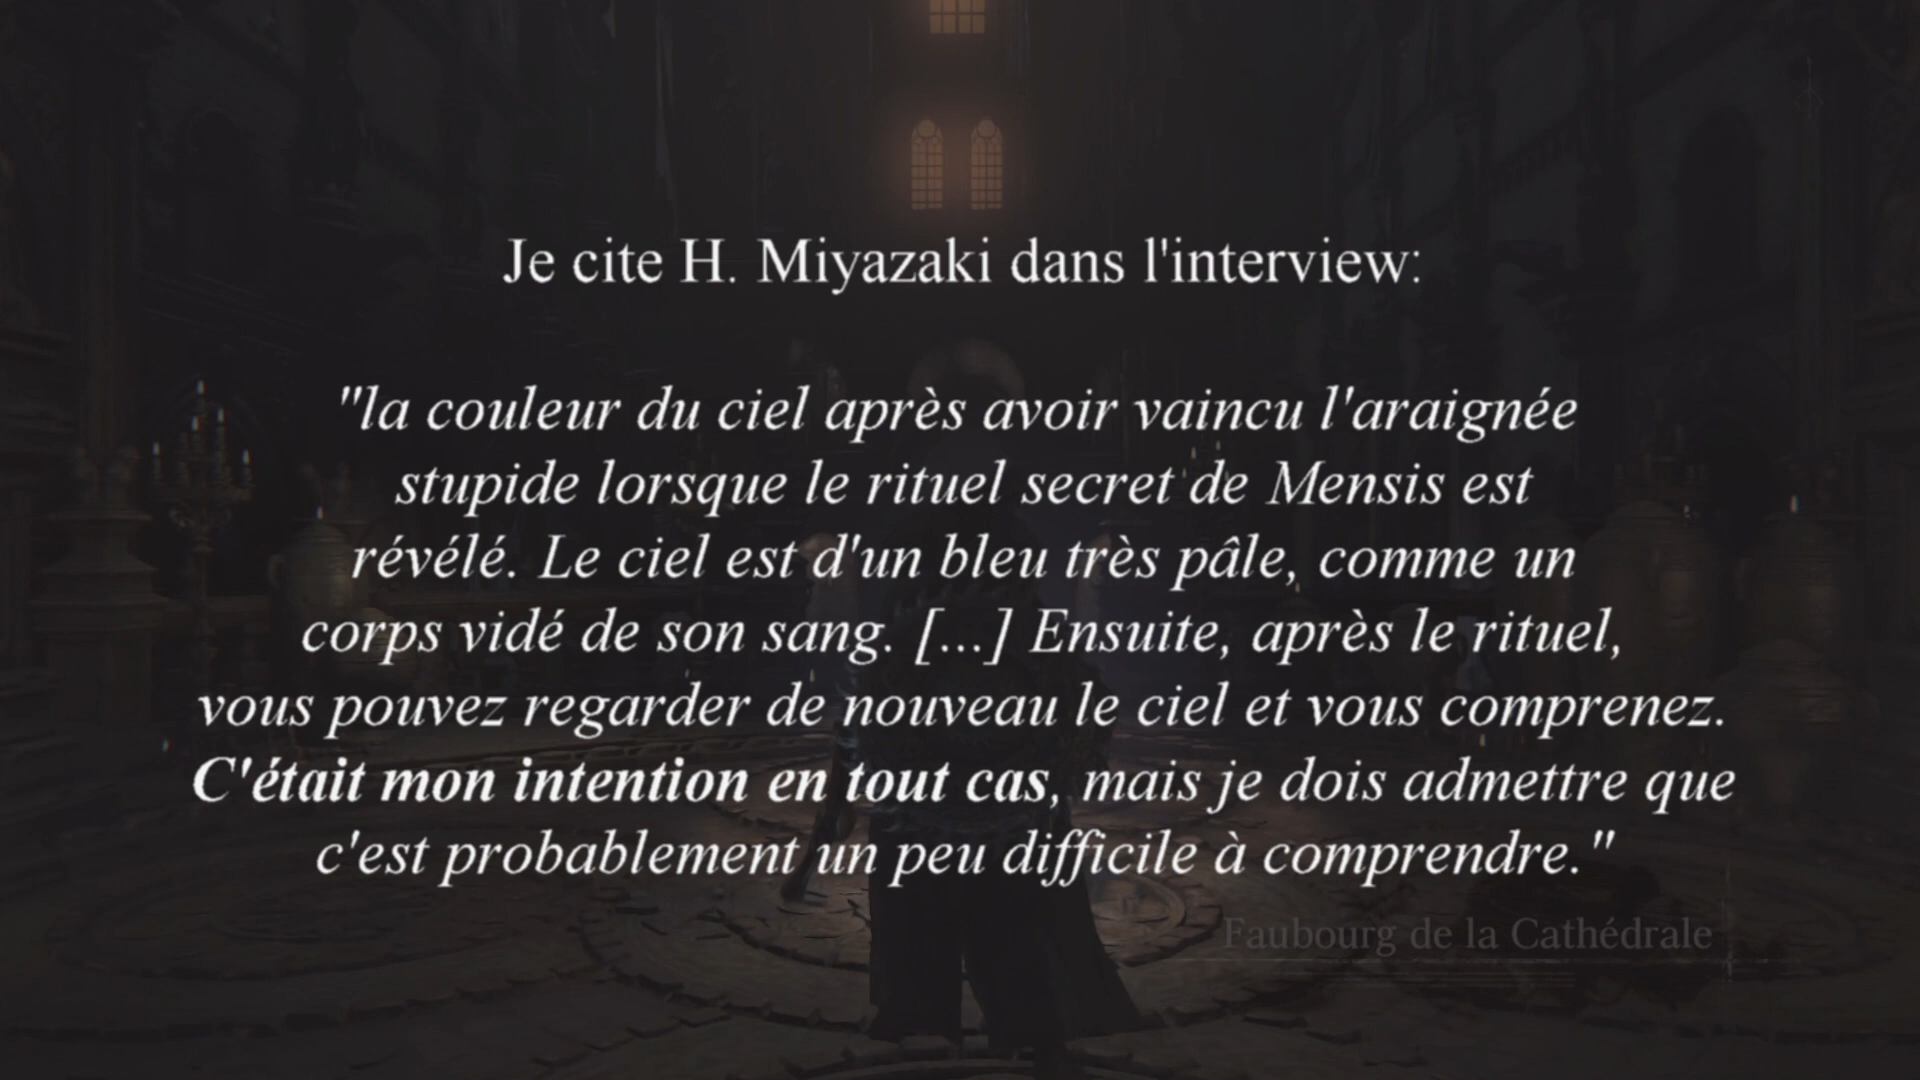 Je cite H. Miyazaki dans l'interview:
"la couleur du ciel après avoir vaincu l'araignée
stupide lorsque le rituel secret de Mensis est
révélé. Le ciel est d'un bleu très pâle, comme un
corps vidé de son sang. [...] Ensuite, après le rituel,
vous pouvez regarder de nouveau le ciel et vous comprenez.
C'était mon intention en tout cas, mais je dois admettre que
c'est probablement un peu difficile à comprendre."
Faubourg de la Cathédrale